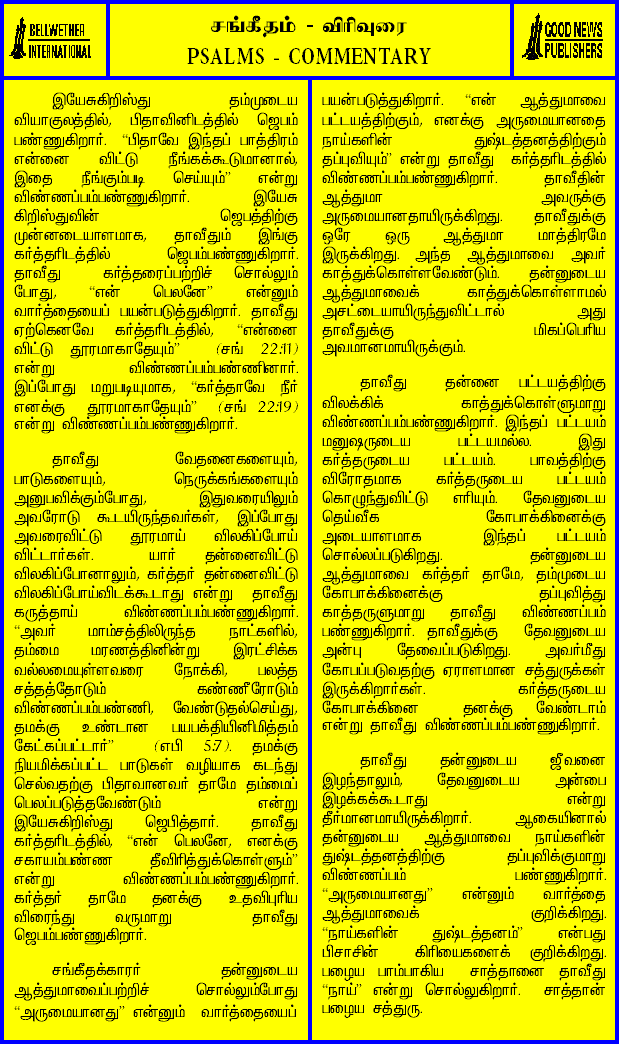 BELLWETHER
INTERNATIONAL
சங்கீதம் - விரிவுரை
PSALMS - COMMENTARY
GOOD NEWS
PUBLISHERS
இயேசுகிறிஸ்து தம்முடைய
வியாகுலத்தில், பிதாவினிடத்தில் ஜெபம்
பண்ணுகிறார். “பிதாவே இந்தப் பாத்திரம்
என்னை விட்டு நீங்கக்கூடுமானால்,
இதை நீங்கும்படி செய்யும்” என்று
விண்ணப்பம்பண்ணுகிறார். இயேசு
கிறிஸ்துவின் ஜெபத்திற்கு
முன்னடையாளமாக, தாவீதும் இங்கு
கர்த்தரிடத்தில் ஜெபம்பண்ணுகிறார்.
தாவீது கர்த்தரைப்பற்றிச் சொல்லும்
போது, “என் பெலனே” என்னும்
வார்த்தையைப் பயன்படுத்துகிறார். தாவீது
ஏற்கெனவே கர்த்தரிடத்தில், “என்னை
விட்டு தூரமாகாதேயும்” (சங் 22:11)
என்று விண்ணப்பம்பண்ணினார்.
இப்போது மறுபடியுமாக, “கர்த்தாவே நீர்
எனக்கு தூரமாகாதேயும்” (சங் 22:19)
என்று விண்ணப்பம்பண்ணுகிறார்.
தாவீது வேதனைகளையும்,
பாடுகளையும், நெருக்கங்களையும்
அனுபவிக்கும்போது, இதுவரையிலும்
அவரோடு கூடயிருந்தவர்கள், இப்போது
அவரைவிட்டு தூரமாய் விலகிப்போய்
விட்டார்கள். யார் தன்னைவிட்டு
விலகிப்போனாலும், கர்த்தர் தன்னைவிட்டு
விலகிப்போய்விடக்கூடாது என்று தாவீது
கருத்தாய் விண்ணப்பம்பண்ணுகிறார்.
“அவர் மாம்சத்திலிருந்த நாட்களில்,
தம்மை மரணத்தினின்று இரட்சிக்க
வல்லமையுள்ளவரை நோக்கி, பலத்த
சத்தத்தோடும் கண்ணீரோடும்
விண்ணப்பம்பண்ணி, வேண்டுதல்செய்து,
தமக்கு உண்டான பயபக்தியினிமித்தம்
கேட்கப்பட்டார்” (எபி 5:7). தமக்கு
நியமிக்கப்பட்ட பாடுகள் வழியாக கடந்து
செல்வதற்கு பிதாவானவர் தாமே தம்மைப்
பெலப்படுத்தவேண்டும் என்று
இயேசுகிறிஸ்து ஜெபித்தார். தாவீது
கர்த்தரிடத்தில், “என் பெலனே, எனக்கு
சகாயம்பண்ண தீவிரித்துக்கொள்ளும்”
என்று விண்ணப்பம்பண்ணுகிறார்.
கர்த்தர் தாமே தனக்கு உதவிபுரிய
விரைந்து வருமாறு தாவீது
ஜெபம்பண்ணுகிறார்.
சங்கீதக்காரர் தன்னுடைய
ஆத்துமாவைப்பற்றிச் சொல்லும்போது
“அருமையானது” என்னும் வார்த்தையைப்
பயன்படுத்துகிறார். “என் ஆத்துமாவை
பட்டயத்திற்கும், எனக்கு அருமையானதை
நாய்களின் துஷ்டத்தனத்திற்கும்
தப்புவியும்” என்று தாவீது கர்த்தரிடத்தில்
விண்ணப்பம்பண்ணுகிறார். தாவீதின்
ஆத்துமா அவருக்கு
அருமையானதாயிருக்கிறது. தாவீதுக்கு
ஒரே ஒரு ஆத்துமா மாத்திரமே
இருக்கிறது. அந்த ஆத்துமாவை அவர்
காத்துக்கொள்ளவேண்டும். தன்னுடைய
ஆத்துமாவைக் காத்துக்கொள்ளாமல்
அசட்டையாயிருந்துவிட்டால் அது
தாவீதுக்கு மிகப்பெரிய
அவமானமாயிருக்கும்.
தாவீது தன்னை பட்டயத்திற்கு
விலக்கிக் காத்துக்கொள்ளுமாறு
விண்ணப்பம்பண்ணுகிறார். இந்தப் பட்டயம்
மனுஷருடைய பட்டயமல்ல. இது
கர்த்தருடைய பட்டயம். பாவத்திற்கு
விரோதமாக கர்த்தருடைய பட்டயம்
கொழுந்துவிட்டு எரியும். தேவனுடைய
தெய்வீக கோபாக்கினைக்கு
அடையாளமாக இந்தப் பட்டயம்
சொல்லப்படுகிறது. தன்னுடைய
ஆத்துமாவை கர்த்தர் தாமே, தம்முடைய
கோபாக்கினைக்கு தப்புவித்து
காத்தருளுமாறு தாவீது விண்ணப்பம்
பண்ணுகிறார். தாவீதுக்கு தேவனுடைய
அன்பு தேவைப்படுகிறது. அவர்மீது
கோபப்படுவதற்கு ஏராளமான சத்துருக்கள்
இருக்கிறார்கள். கர்த்தருடைய
கோபாக்கினை தனக்கு வேண்டாம்
என்று தாவீது விண்ணப்பம்பண்ணுகிறார்.
தாவீது தன்னுடைய ஜீவனை
இழந்தாலும், தேவனுடைய அன்பை
இழக்கக்கூடாது என்று
தீர்மானமாயிருக்கிறார். ஆகையினால்
தன்னுடைய ஆத்துமாவை நாய்களின்
துஷ்டத்தனத்திற்கு தப்புவிக்குமாறு
விண்ணப்பம் பண்ணுகிறார்.
“அருமையானது” என்னும் வார்த்தை
ஆத்துமாவைக் குறிக்கிறது.
“நாய்களின் துஷ்டத்தனம்” என்பது
பிசாசின் கிரியைகளைக் குறிக்கிறது.
பழைய பாம்பாகிய சாத்தானை தாவீது
“நாய்” என்று சொல்லுகிறார். சாத்தான்
பழைய சத்துரு.